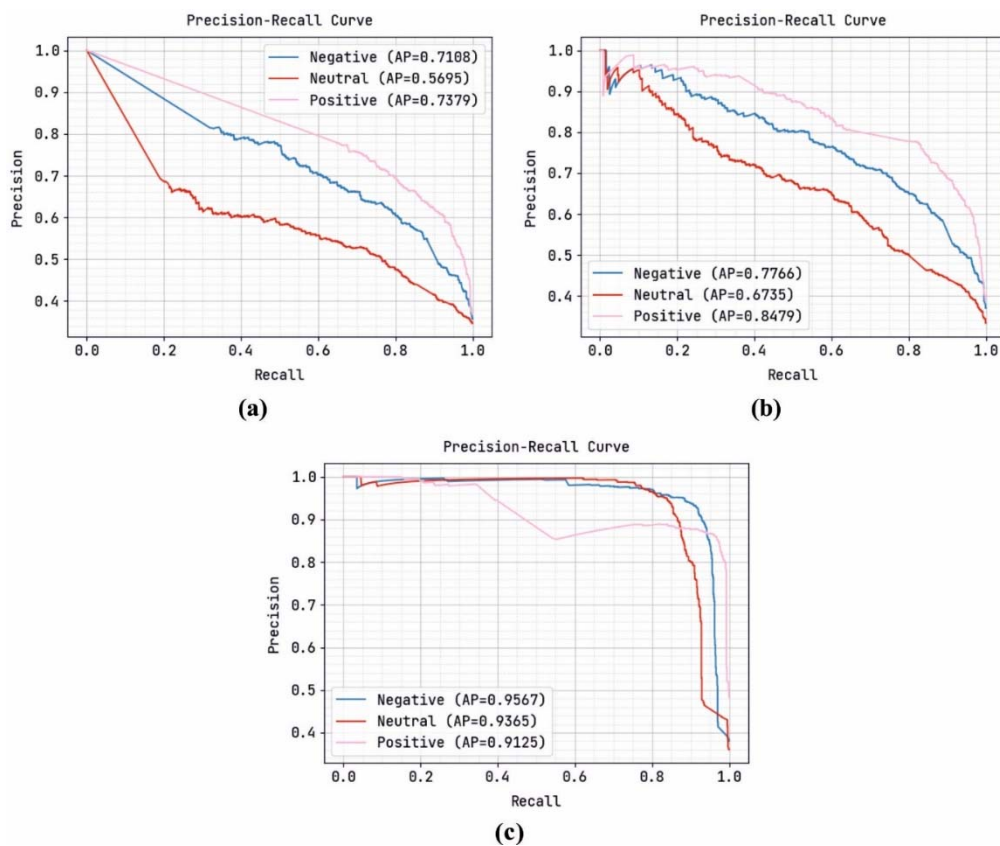 Precision-Recall Curve
Precision
1.0
0.9
0.8
0.7
0.6
0.5
0.4
Negative (AP=0.7108)
Neutral (AP=0.5695)
Positive (AP=0.7379)
0.0 0.2 0.4 0.6 0.8 1.0
Recall
(a)
Precision-Recall Curve
Precision
1.0
0.9
0.8
0.7
0.6
0.5
0.4
Negative (AP=0.7766)
Neutral (AP=0.6735)
Positive (AP=0.8479)
0.0 0.2 0.4 0.6 0.8 1.0
Recall
(b)
Precision-Recall Curve
Precision
1.0
0.9
0.8
0.7
0.6
0.5
0.4
Negative (AP=0.9567)
Neutral (AP=0.9365)
Positive (AP=0.9125)
0.0 0.2 0.4 0.6 0.8 1.0
Recall
(c)